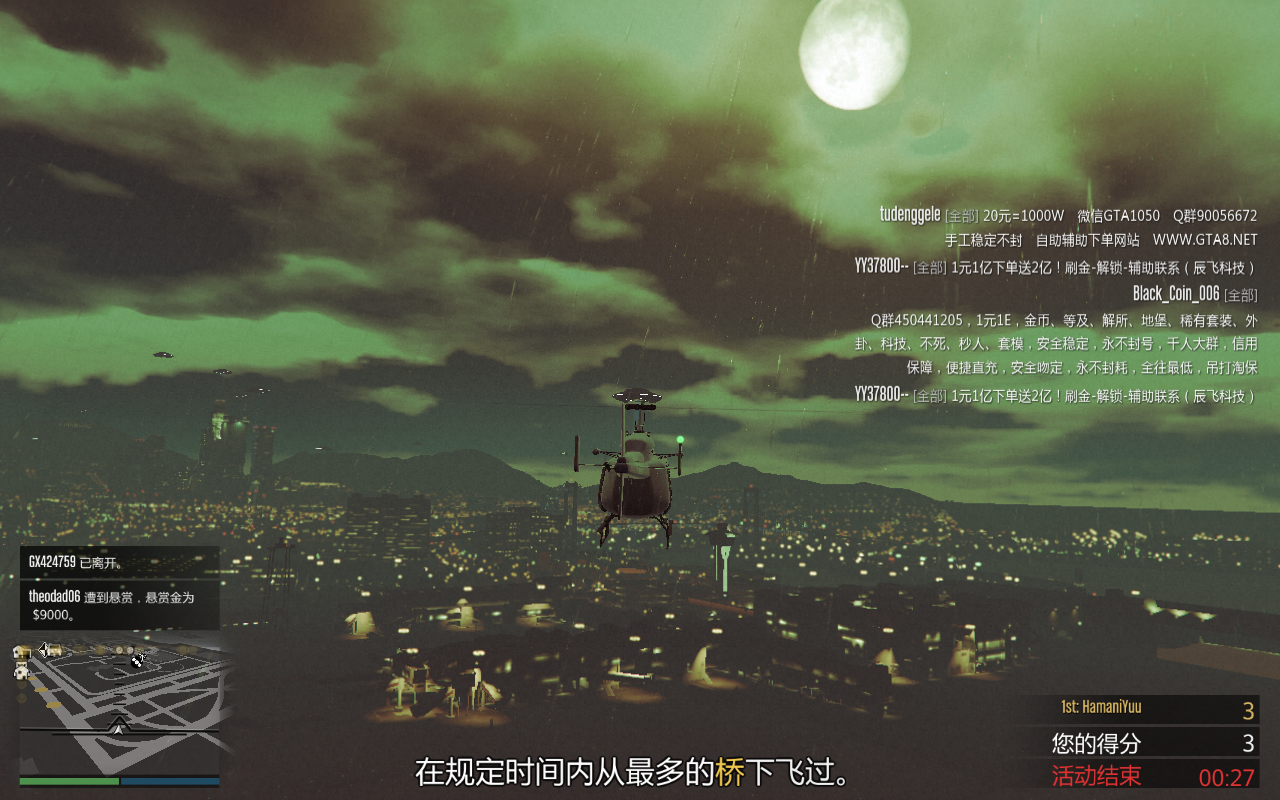 tudenggele [全部] 20元=1000W 微信GTA1050 Q群90056672
手工稳定不封 自助辅助下单网站 WWW.GTA8.NET
YY37800-- [全部] 1元1亿下单送2亿！刷金-解锁-辅助联系（辰飞科技）
Black_Coin_006 [全部]
Q群450441205，1元1E，金币、等及、解所、地堡、稀有套装、外
卦、科技、不死、秒人、套模，安全稳定，永不封号，千人大群，信用
保障，便捷直充，安全吻定，永不封耗，全往最低，吊打淘保
YY37800-- [全部] 1元1亿下单送2亿！刷金-解锁-辅助联系（辰飞科技）
GX424759 已离开。
theodad06 遭到悬赏，悬赏金为
$9000。
1st: HamaniYuu 3
您的得分 3
活动结束 00:27
在规定时间内从最多的桥下飞过。